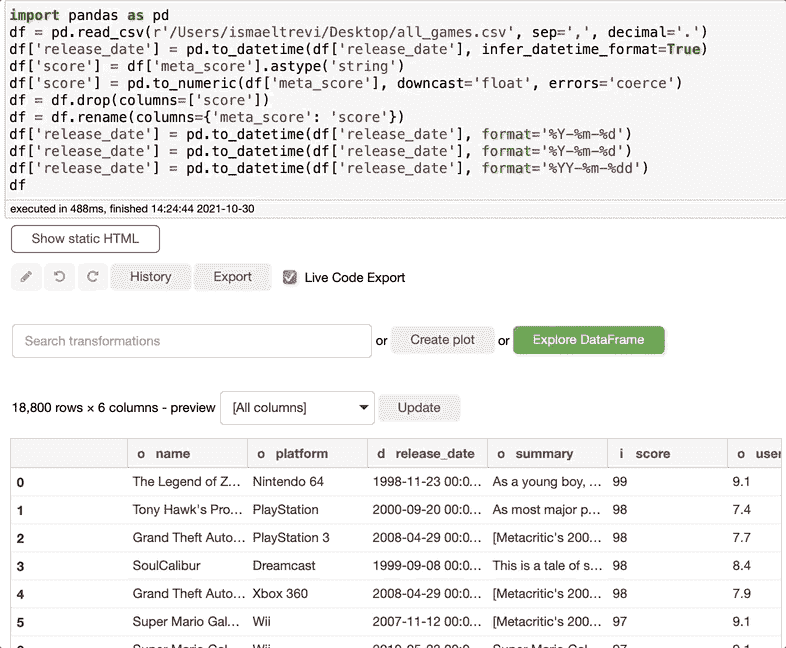 import pandas as pd
df = pd.read_csv(r'/Users/ismaeltrevi/Desktop/all_games.csv', sep=',', decimal='.')
df['release_date'] = pd.to_datetime(df['release_date'], infer_datetime_format=True)
df['score'] = df['meta_score'].astype('string')
df['score'] = pd.to_numeric(df['meta_score'], downcast='float', errors='coerce')
df = df.drop(columns=['score'])
df = df.rename(columns={'meta_score': 'score'})
df['release_date'] = pd.to_datetime(df['release_date'], format='%Y-%m-%d')
df['release_date'] = pd.to_datetime(df['release_date'], format='%Y-%m-%d')
df['release_date'] = pd.to_datetime(df['release_date'], format='%YY-%m-%dd')
df
executed in 488ms, finished 14:24:44 2021-10-30
Show static HTML
History Export Live Code Export
Search transformations or Create plot or Explore DataFrame
18,800 rows × 6 columns - preview [All columns] Update
o name o platform d release_date o summary i score o user
0 The Legend of Z... Nintendo 64 1998-11-23 00:0... As a young boy, ... 99 9.1
1 Tony Hawk's Pro... PlayStation 2000-09-20 00:0... As most major p... 98 7.4
2 Grand Theft Auto... PlayStation 3 2008-04-29 00:0... [Metacritic's 200... 98 7.7
3 SoulCalibur Dreamcast 1999-09-08 00:0... This is a tale of s... 98 8.4
4 Grand Theft Auto... Xbox 360 2008-04-29 00:0... [Metacritic's 200... 98 7.9
5 Super Mario Gal... Wii 2007-11-12 00:0... [Metacritic's 200... 97 9.1